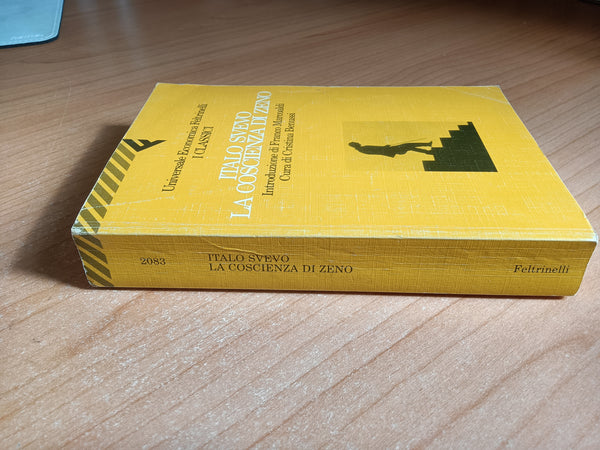 Universale Economica Feltrinelli
I CLASSICI
ITALO SVEVO
LA COSCIENZA DI ZENO
Introduzione di Franco Marcoaldi
Cura di Cristina Benussi
2083
ITALO SVEVO
LA COSCIENZA DI ZENO
Feltrinelli